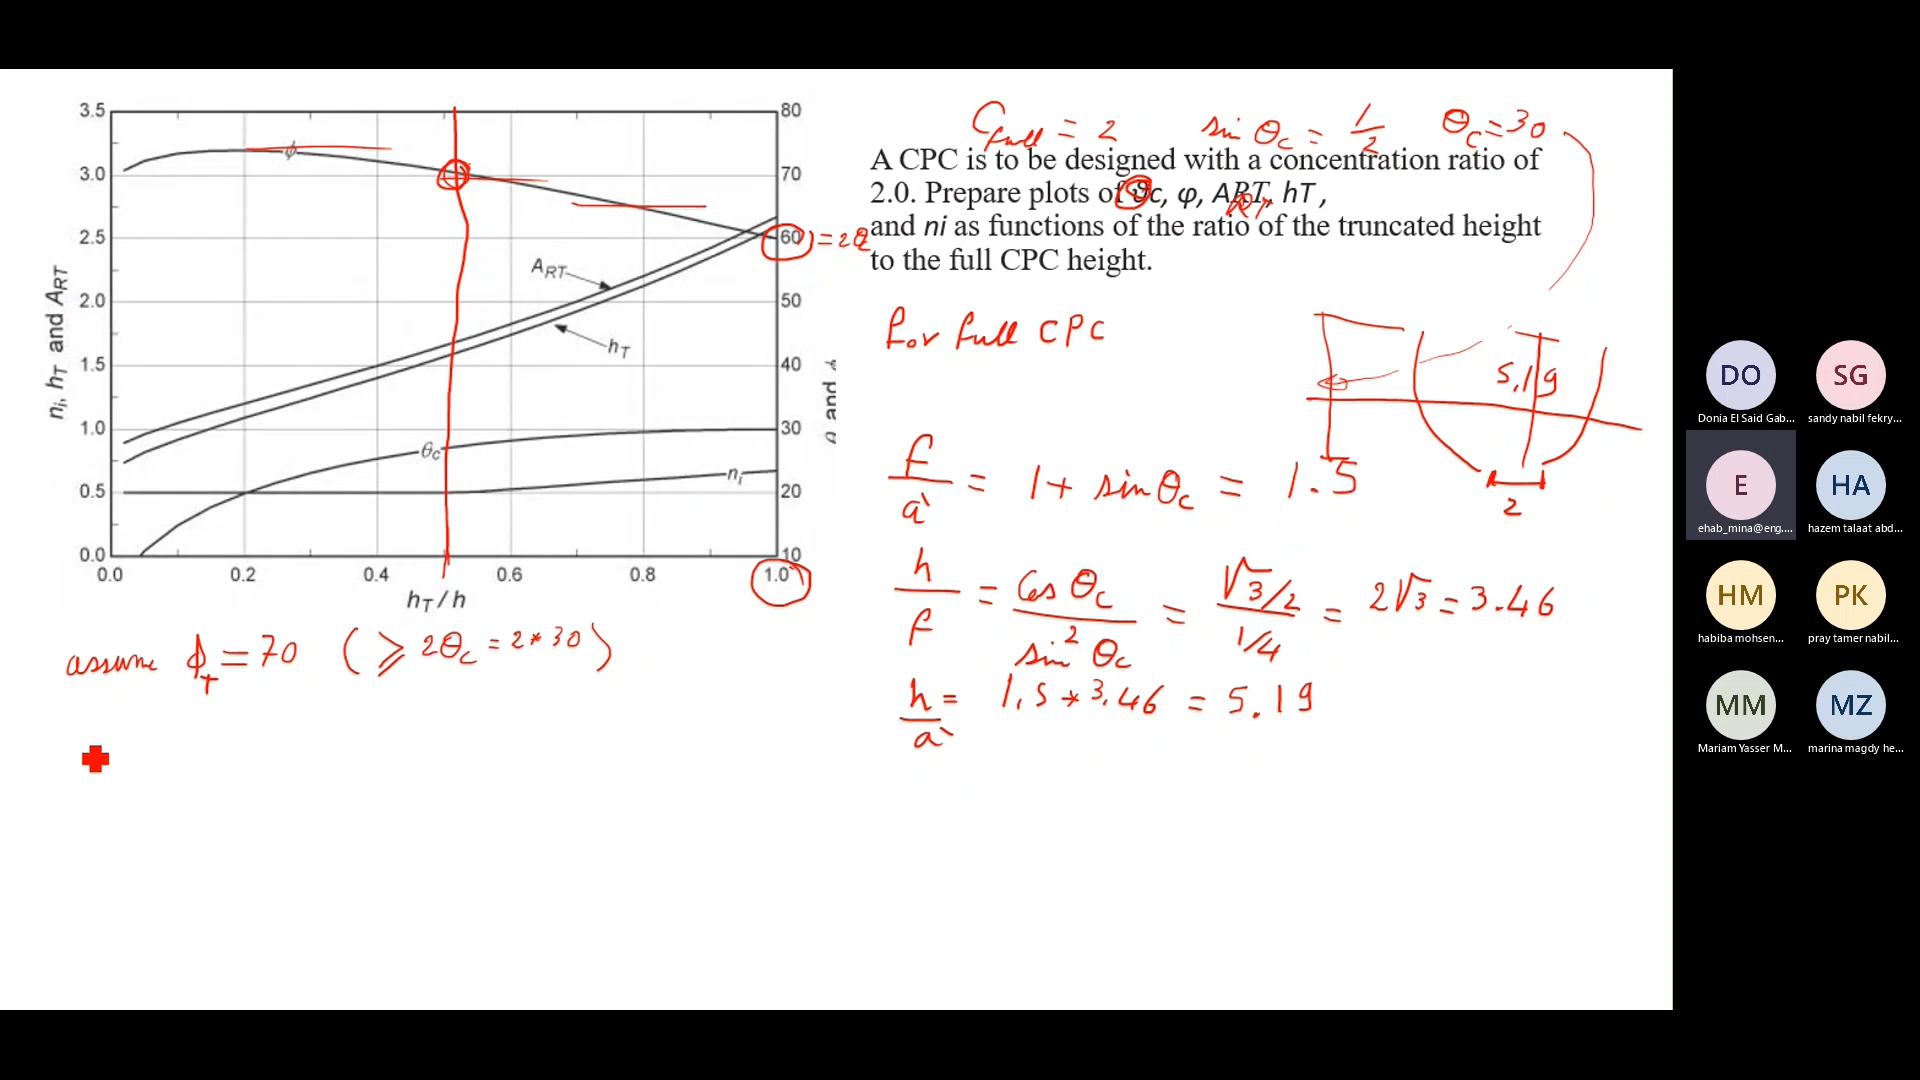 C_full = 2 sin θc = 1/2 θc = 30
A CPC is to be designed with a concentration ratio of
2.0. Prepare plots of θc, φ, ART, hT,
and ni as functions of the ratio of the truncated height
to the full CPC height.
RT
3.5
3.0
2.5
2.0
1.5
1.0
0.5
0.0
ni, hT and ART
80
70
60
50
40
30
20
10
and
) = 2θ
ϕ
ART
hT
θc
ni
0.0 0.2 0.4 0.6 0.8 1.0
hT / h
assume ϕT = 70 ( ⩾ 2θc = 2 * 30 )
for full CPC
f/a' = 1 + sin θc = 1.5
h/f = Cos θc / sin² θc = √3/2 / 1/4 = 2√3 = 3.46
h/a' = 1.5 * 3.46 = 5.19
5.19
2
DO
Donia El Said Gab...
SG
sandy nabil fekry...
E
ehab_mina@eng....
HA
hazem talaat abd...
HM
habiba mohsen...
PK
pray tamer nabil...
MM
Mariam Yasser M...
MZ
marina magdy he...